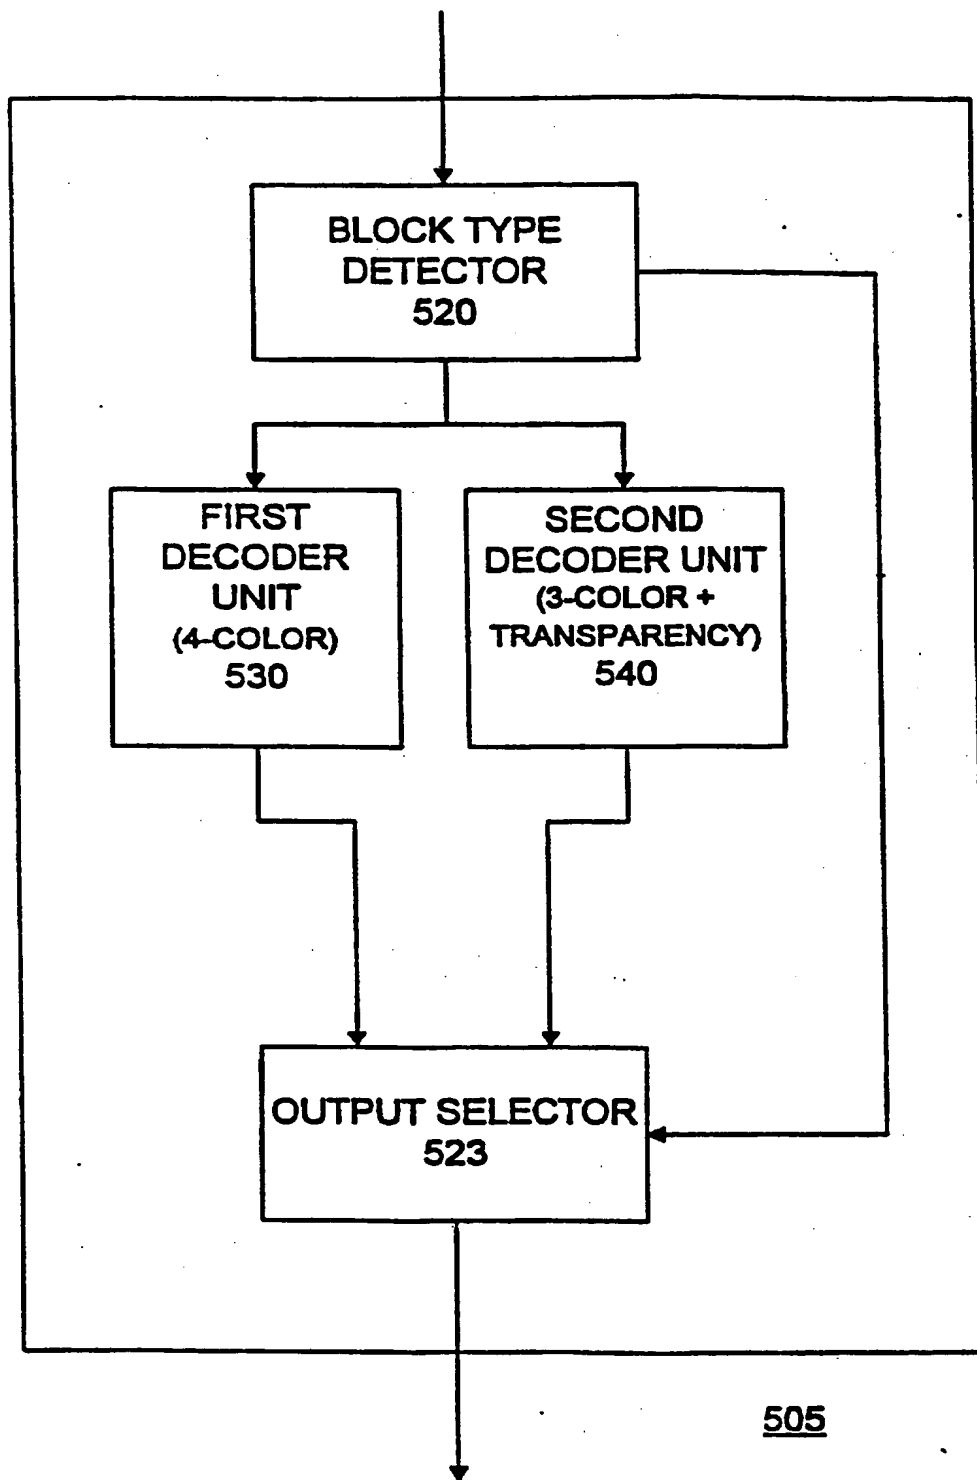 BLOCK TYPE
DETECTOR
520
FIRST
DECODER
UNIT
(4-COLOR)
530
SECOND
DECODER UNIT
(3-COLOR +
TRANSPARENCY)
540
OUTPUT SELECTOR
523
505